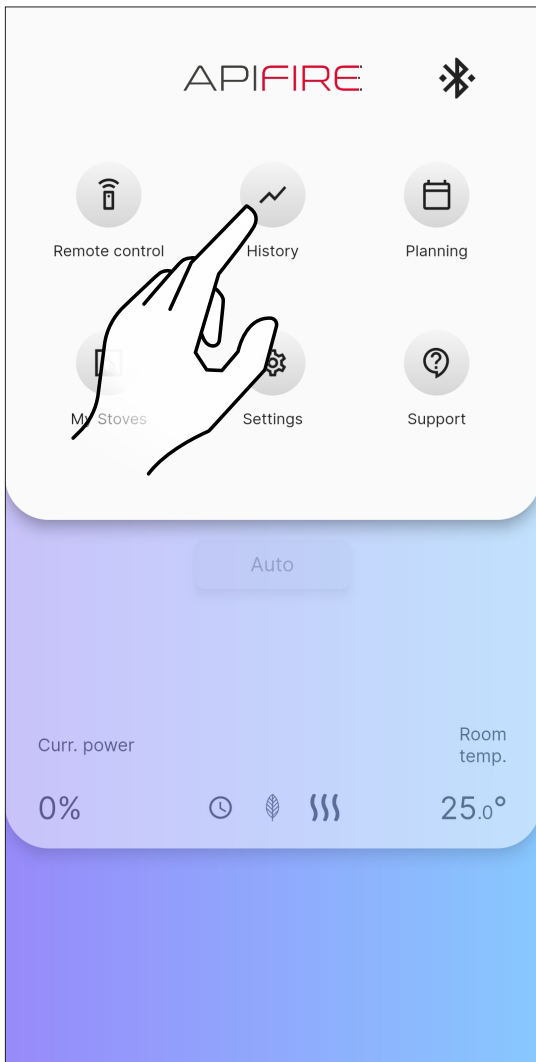 APIFIRE
Remote control
History
Planning
My Stoves
Settings
Support
Auto
Curr. power
Room
temp.
0%
25.0°